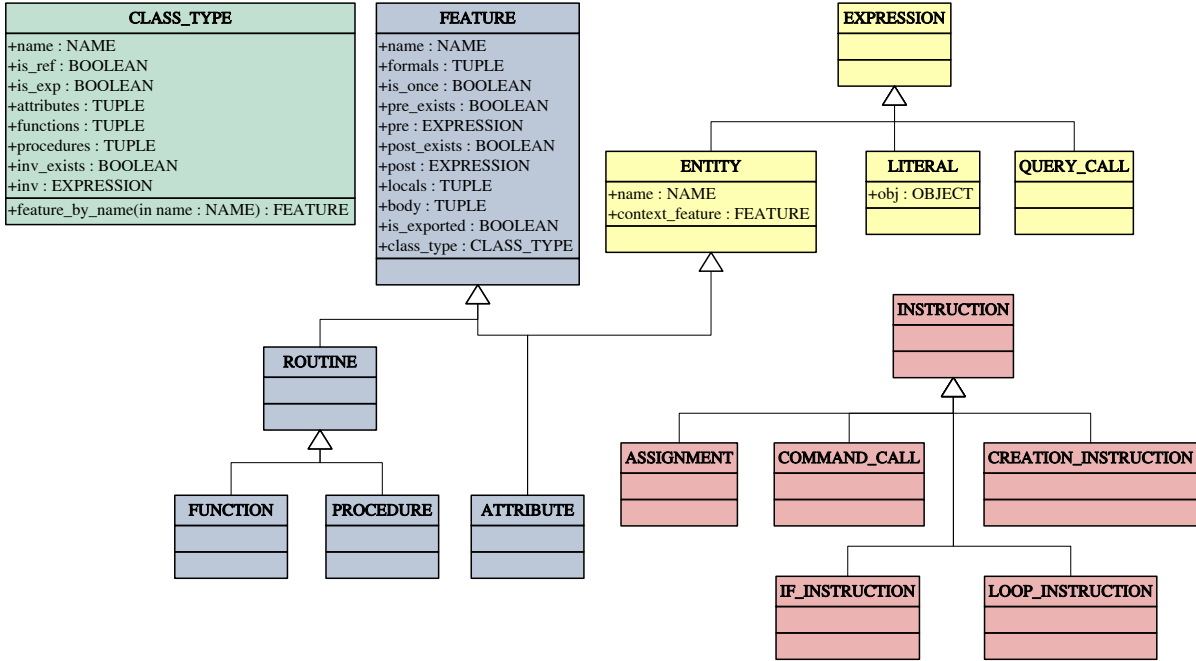 CLASS_TYPE
+name : NAME
+is_ref : BOOLEAN
+is_exp : BOOLEAN
+attributes : TUPLE
+functions : TUPLE
+procedures : TUPLE
+inv_exists : BOOLEAN
+inv : EXPRESSION
+feature_by_name(in name : NAME) : FEATURE
FEATURE
+name : NAME
+formals : TUPLE
+is_once : BOOLEAN
+pre_exists : BOOLEAN
+pre : EXPRESSION
+post_exists : BOOLEAN
+post : EXPRESSION
+locals : TUPLE
+body : TUPLE
+is_exported : BOOLEAN
+class_type : CLASS_TYPE
EXPRESSION
ENTITY
+name : NAME
+context_feature : FEATURE
LITERAL
+obj : OBJECT
QUERY_CALL
INSTRUCTION
ROUTINE
ASSIGNMENT
COMMAND_CALL
CREATION_INSTRUCTION
FUNCTION
PROCEDURE
ATTRIBUTE
IF_INSTRUCTION
LOOP_INSTRUCTION